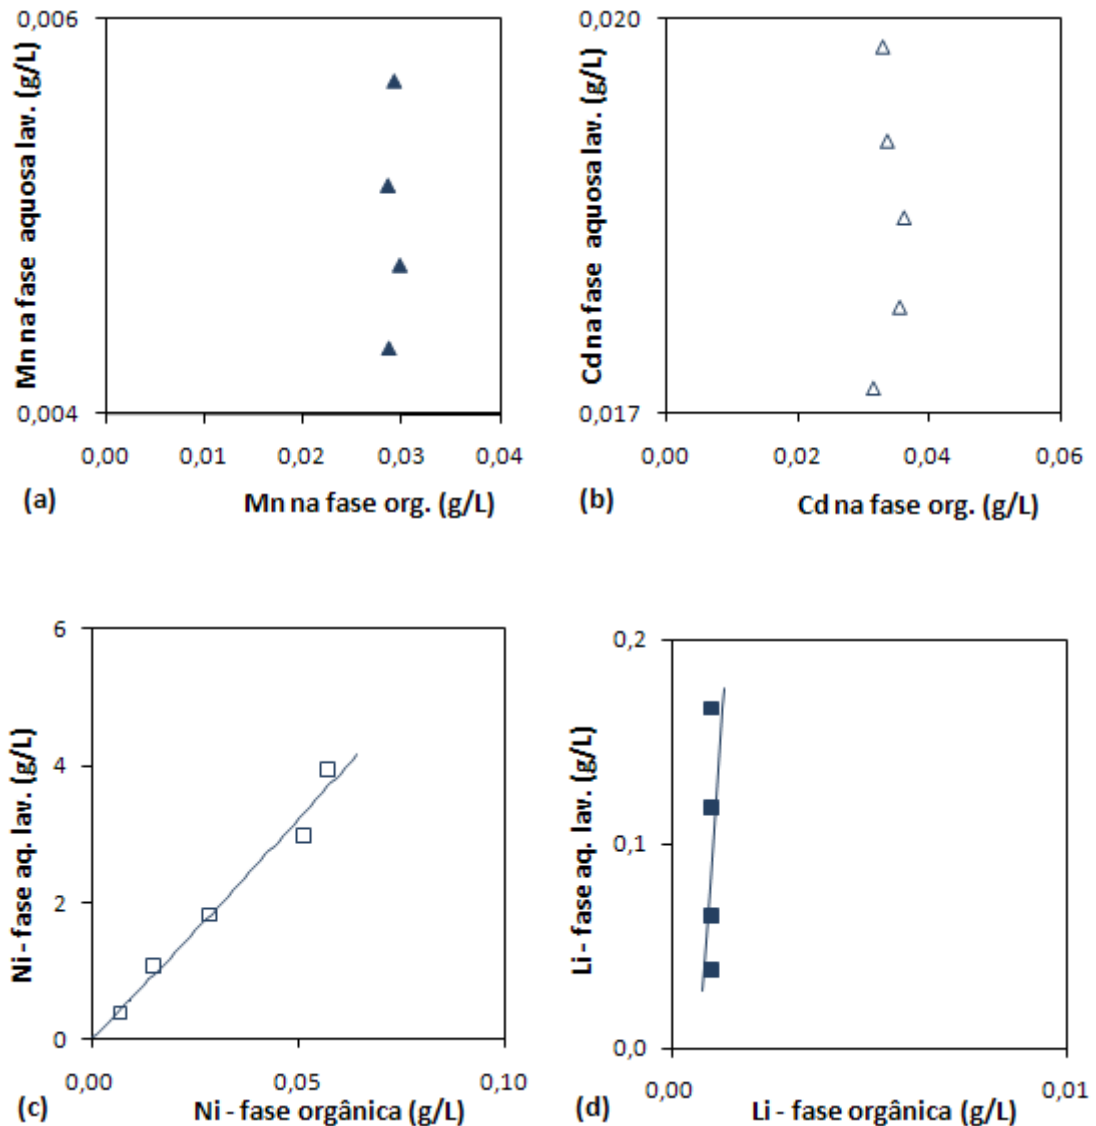 0,006
0,004
Mn na fase aquosa lav. (g/L)
0,00 0,01 0,02 0,03 0,04
(a) Mn na fase org. (g/L)
0,020
0,017
Cd na fase aquosa lav. (g/L)
0,00 0,02 0,04 0,06
(b) Cd na fase org. (g/L)
6
4
2
0
Ni - fase aq. lav. (g/L)
0,00 0,05 0,10
(c) Ni - fase orgânica (g/L)
0,2
0,1
0,0
Li - fase aq. lav. (g/L)
0,00 0,01
(d) Li - fase orgânica (g/L)